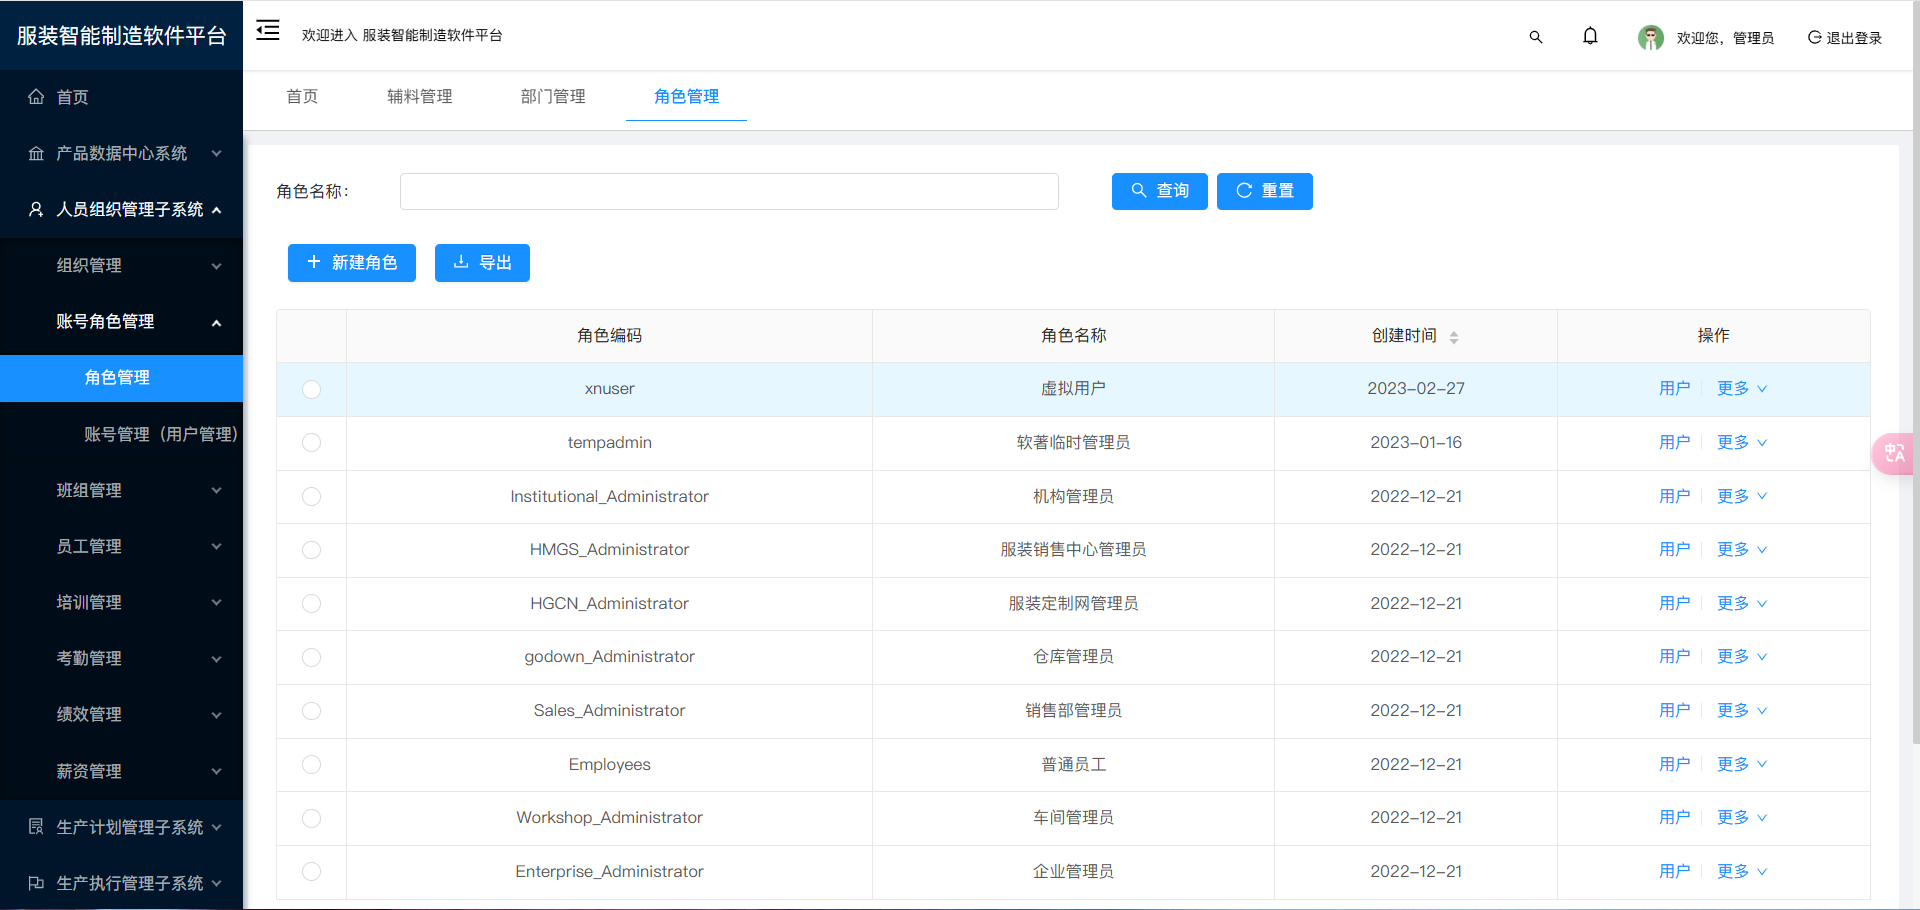 服装智能制造软件平台
欢迎进入 服装智能制造软件平台
欢迎您，管理员
退出登录
首页
产品数据中心系统
人员组织管理子系统
组织管理
账号角色管理
角色管理
账号管理（用户管理）
班组管理
员工管理
培训管理
考勤管理
绩效管理
薪资管理
生产计划管理子系统
生产执行管理子系统
首页 辅料管理 部门管理 角色管理
角色名称：
查询 重置
新建角色 导出
角色编码 角色名称 创建时间 操作
xnuser 虚拟用户 2023-02-27 用户 更多
tempadmin 软著临时管理员 2023-01-16 用户 更多
Institutional_Administrator 机构管理员 2022-12-21 用户 更多
HMGS_Administrator 服装销售中心管理员 2022-12-21 用户 更多
HGCN_Administrator 服装定制网管理员 2022-12-21 用户 更多
godown_Administrator 仓库管理员 2022-12-21 用户 更多
Sales_Administrator 销售部管理员 2022-12-21 用户 更多
Employees 普通员工 2022-12-21 用户 更多
Workshop_Administrator 车间管理员 2022-12-21 用户 更多
Enterprise_Administrator 企业管理员 2022-12-21 用户 更多
中A